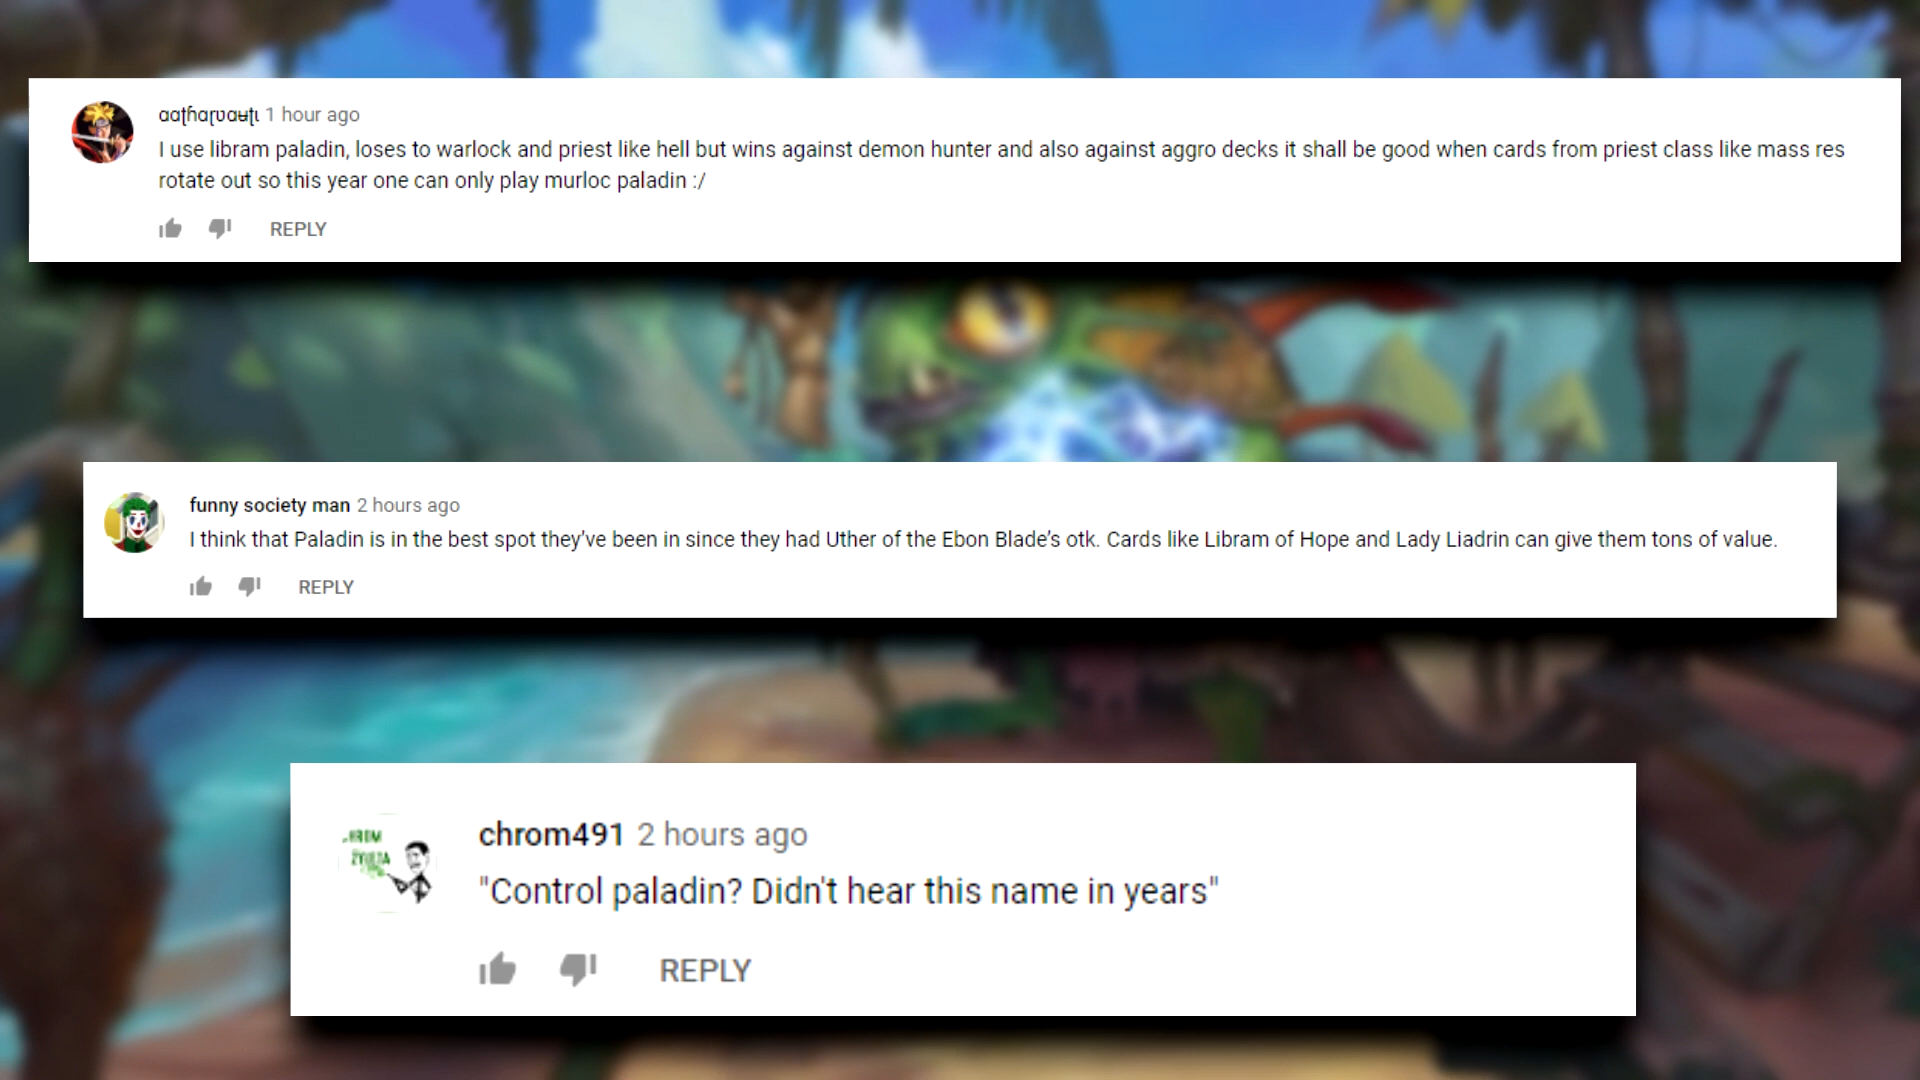 ααʈɦαɽʋαʉʈι 1 hour ago
I use libram paladin, loses to warlock and priest like hell but wins against demon hunter and also against aggro decks it shall be good when cards from priest class like mass res
rotate out so this year one can only play murloc paladin :/
REPLY
funny society man 2 hours ago
I think that Paladin is in the best spot they've been in since they had Uther of the Ebon Blade's otk. Cards like Libram of Hope and Lady Liadrin can give them tons of value.
REPLY
chrom491 2 hours ago
"Control paladin? Didn't hear this name in years"
REPLY